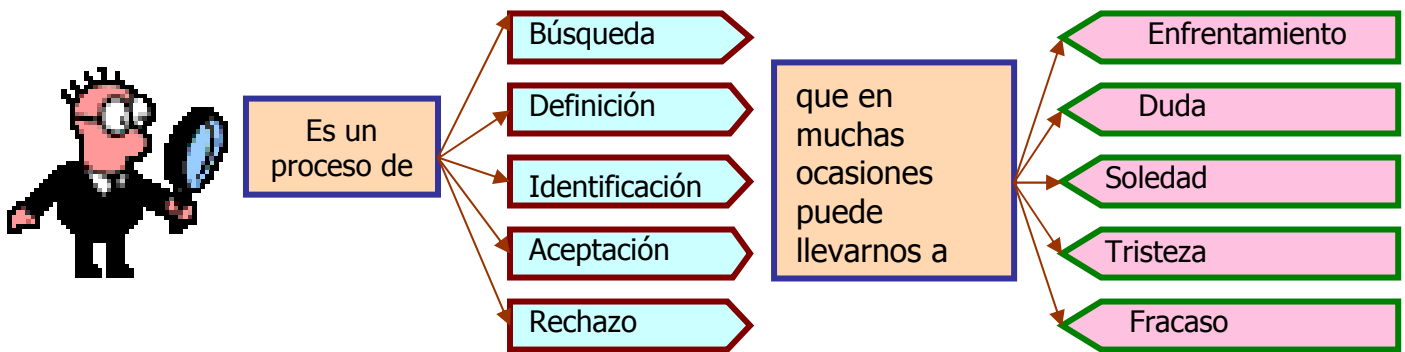 Es un
proceso de
Búsqueda
Definición
Identificación
Aceptación
Rechazo
que en
muchas
ocasiones
puede
llevarnos a
Enfrentamiento
Duda
Soledad
Tristeza
Fracaso